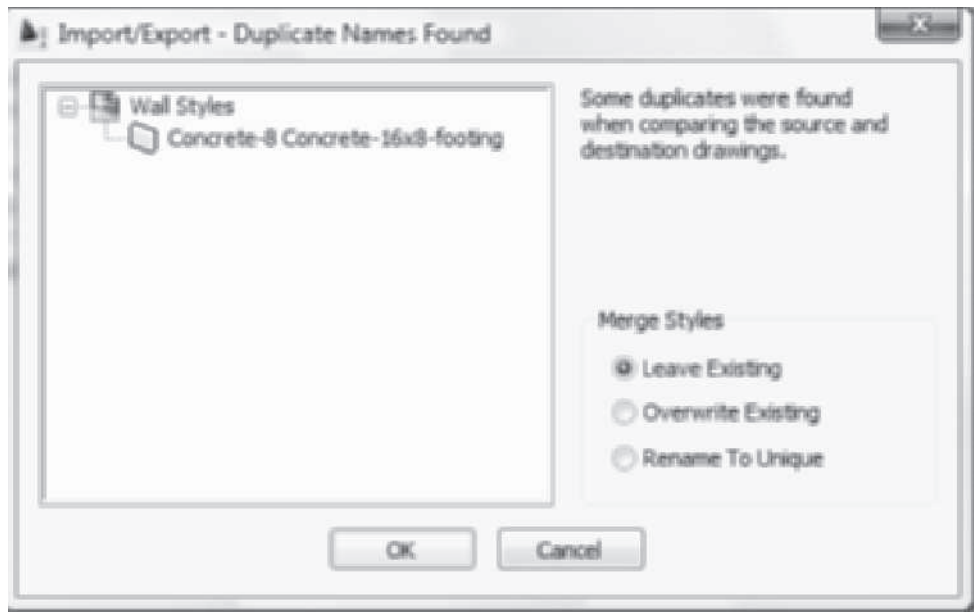 Import/Export - Duplicate Names Found
Wall Styles
Concrete-8 Concrete-16x8-footing
Some duplicates were found
when comparing the source and
destination drawings.
Merge Styles
Leave Existing
Overwrite Existing
Rename To Unique
OK
Cancel